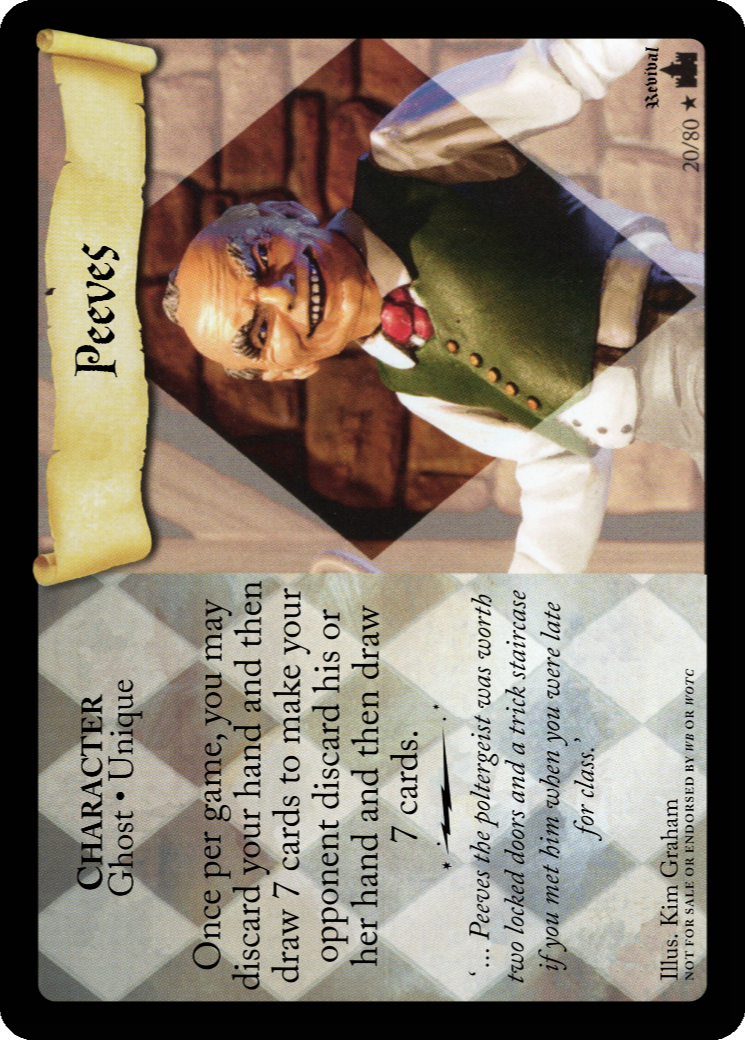 Peeves
Revival
20/80 ★
CHARACTER
Ghost • Unique
Once per game, you may
discard your hand and then
draw 7 cards to make your
opponent discard his or
her hand and then draw
7 cards.
‘ ... Peeves the poltergeist was worth
two locked doors and a trick staircase
if you met him when you were late
for class.’
Illus. Kim Graham
NOT FOR SALE OR ENDORSED BY WB OR WOTC